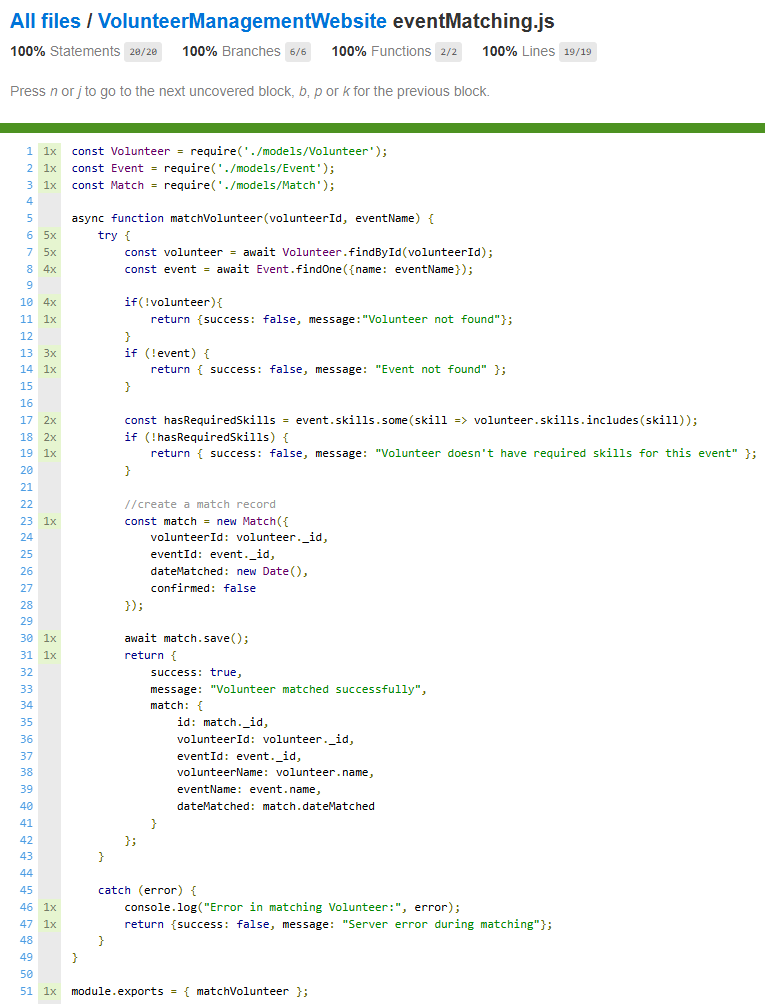 All files / VolunteerManagementWebsite eventMatching.js
100% Statements 20/20 100% Branches 6/6 100% Functions 2/2 100% Lines 19/19
Press n or j to go to the next uncovered block, b, p or k for the previous block.
1 1x const Volunteer = require('./models/Volunteer');
2 1x const Event = require('./models/Event');
3 1x const Match = require('./models/Match');
4
5 async function matchVolunteer(volunteerId, eventName) {
6 5x try {
7 5x const volunteer = await Volunteer.findById(volunteerId);
8 4x const event = await Event.findOne({name: eventName});
9
10 4x if(!volunteer){
11 1x return {success: false, message:"Volunteer not found"};
12 }
13 3x if (!event) {
14 1x return { success: false, message: "Event not found" };
15 }
16
17 2x const hasRequiredSkills = event.skills.some(skill => volunteer.skills.includes(skill));
18 2x if (!hasRequiredSkills) {
19 1x return { success: false, message: "Volunteer doesn't have required skills for this event" };
20 }
21
22 //create a match record
23 1x const match = new Match({
24 volunteerId: volunteer._id,
25 eventId: event._id,
26 dateMatched: new Date(),
27 confirmed: false
28 });
29
30 1x await match.save();
31 1x return {
32 success: true,
33 message: "Volunteer matched successfully",
34 match: {
35 id: match._id,
36 volunteerId: volunteer._id,
37 eventId: event._id,
38 volunteerName: volunteer.name,
39 eventName: event.name,
40 dateMatched: match.dateMatched
41 }
42 };
43 }
44
45 catch (error) {
46 1x console.log("Error in matching Volunteer:", error);
47 1x return {success: false, message: "Server error during matching"};
48 }
49 }
50
51 1x module.exports = { matchVolunteer };